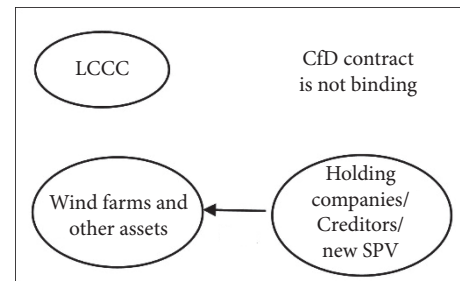 LCCC
CfD contract
is not binding
Wind farms and
other assets
Holding
companies/
Creditors/
new SPV